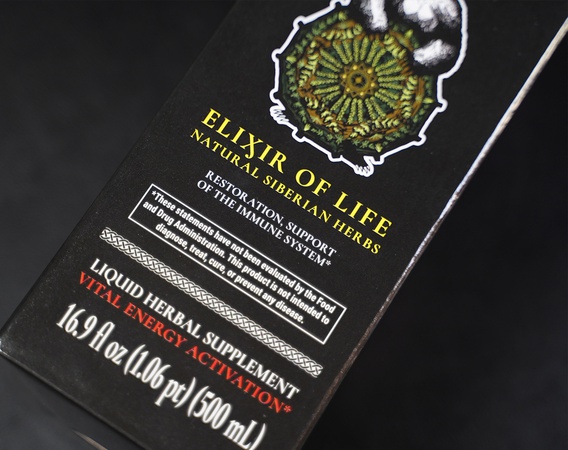 ELIXIR OF LIFE
NATURAL SIBERIAN HERBS
RESTORATION, SUPPORT
OF THE IMMUNE SYSTEM*
*These statements have not been evaluated by the Food
and Drug Administration. This product is not intended to
diagnose, treat, cure, or prevent any disease.
LIQUID HERBAL SUPPLEMENT
VITAL ENERGY ACTIVATION*
16.9 fl oz (1.06 pt) (500 mL)